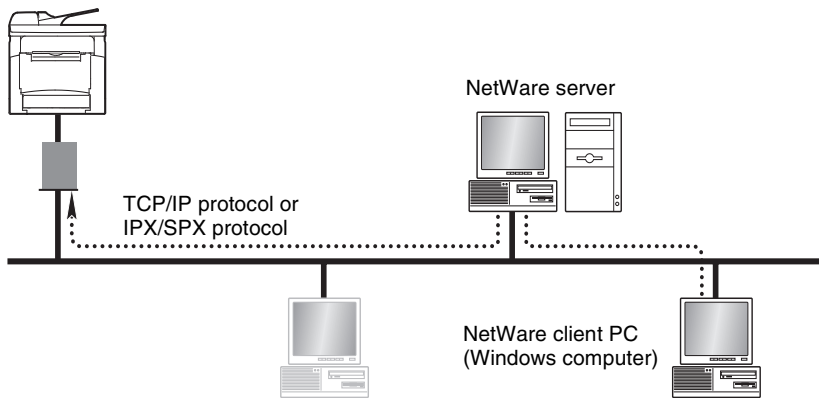 NetWare server
TCP/IP protocol or
IPX/SPX protocol
NetWare client PC
(Windows computer)